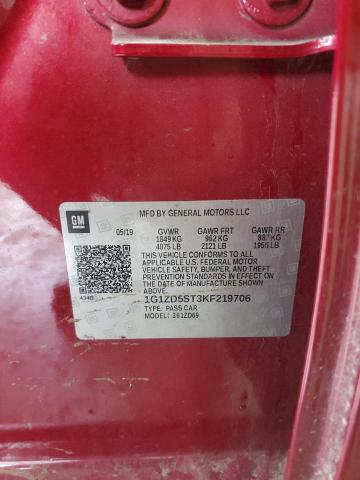 GM
MFD BY GENERAL MOTORS LLC
05/19 GVWR GAWR FRT GAWR RR
1849 KG 962 KG 887 KG
4075 LB 2121 LB 1955 LB
THIS VEHICLE CONFORMS TO ALL
APPLICABLE U.S. FEDERAL MOTOR
VEHICLE SAFETY, BUMPER, AND THEFT
PREVENTION STANDARDS IN EFFECT ON
THE DATE OF MANUFACTURE SHOWN
ABOVE.
1G1ZD5ST3KF219706
TYPE: PASS CAR
MODEL: 361ZD69